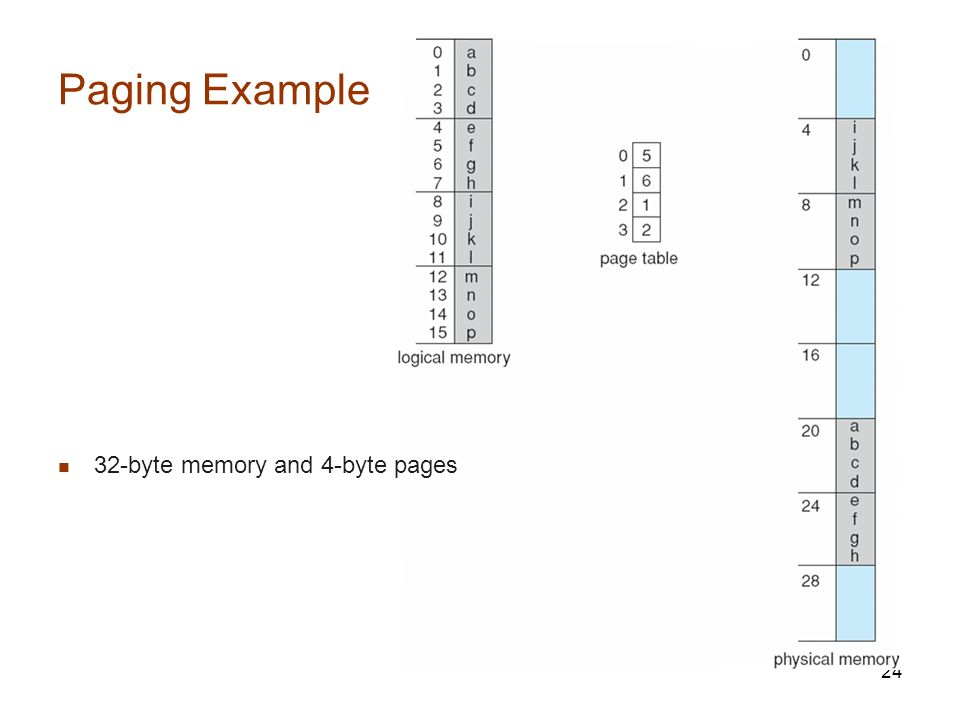 Paging Example
0 a
1 b
2 c
3 d
4 e
5 f
6 g
7 h
8 i
9 j
10 k
11 l
12 m
13 n
14 o
15 p
logical memory
0 5
1 6
2 1
3 2
page table
0
4 i
j
k
l
8 m
n
o
p
12
16
20 a
b
c
d
24 e
f
g
h
28
physical memory
32-byte memory and 4-byte pages
24